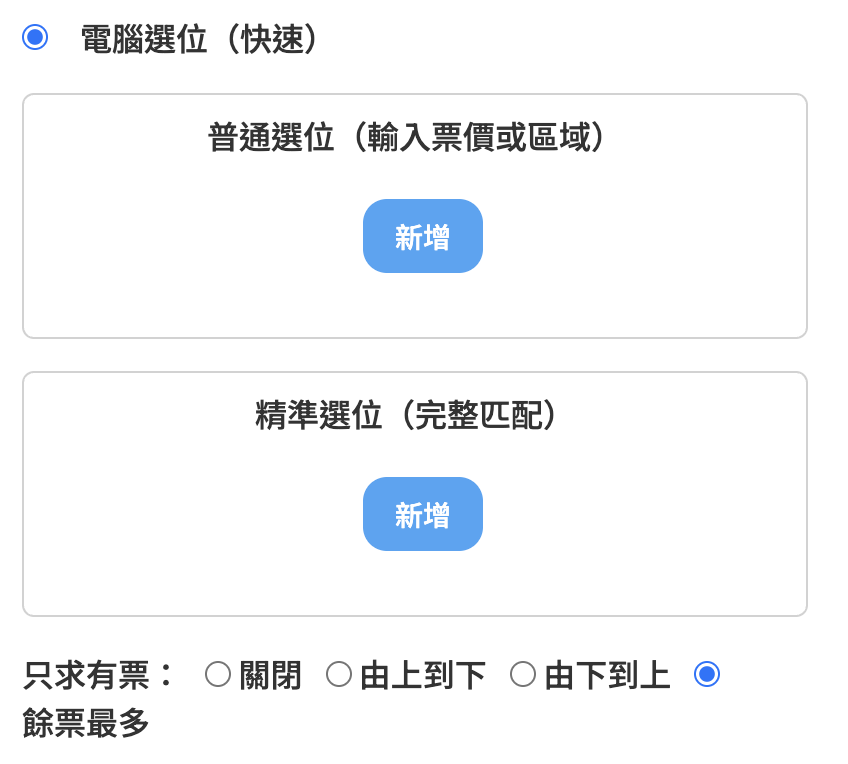 電腦選位（快速）
普通選位（輸入票價或區域）
新增
精準選位（完整匹配）
新增
只求有票： 關閉 由上到下 由下到上
餘票最多